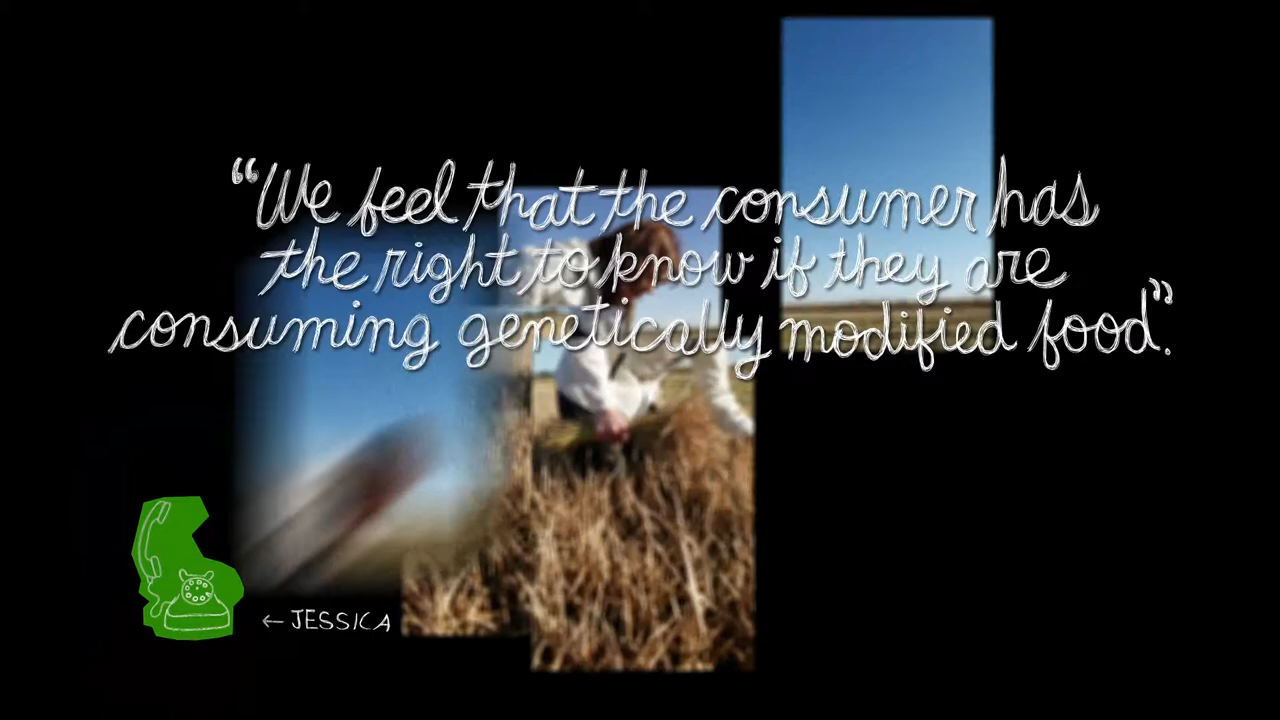 “We feel that the consumer has
the right to know if they are
consuming genetically modified food.”
← JESSICA